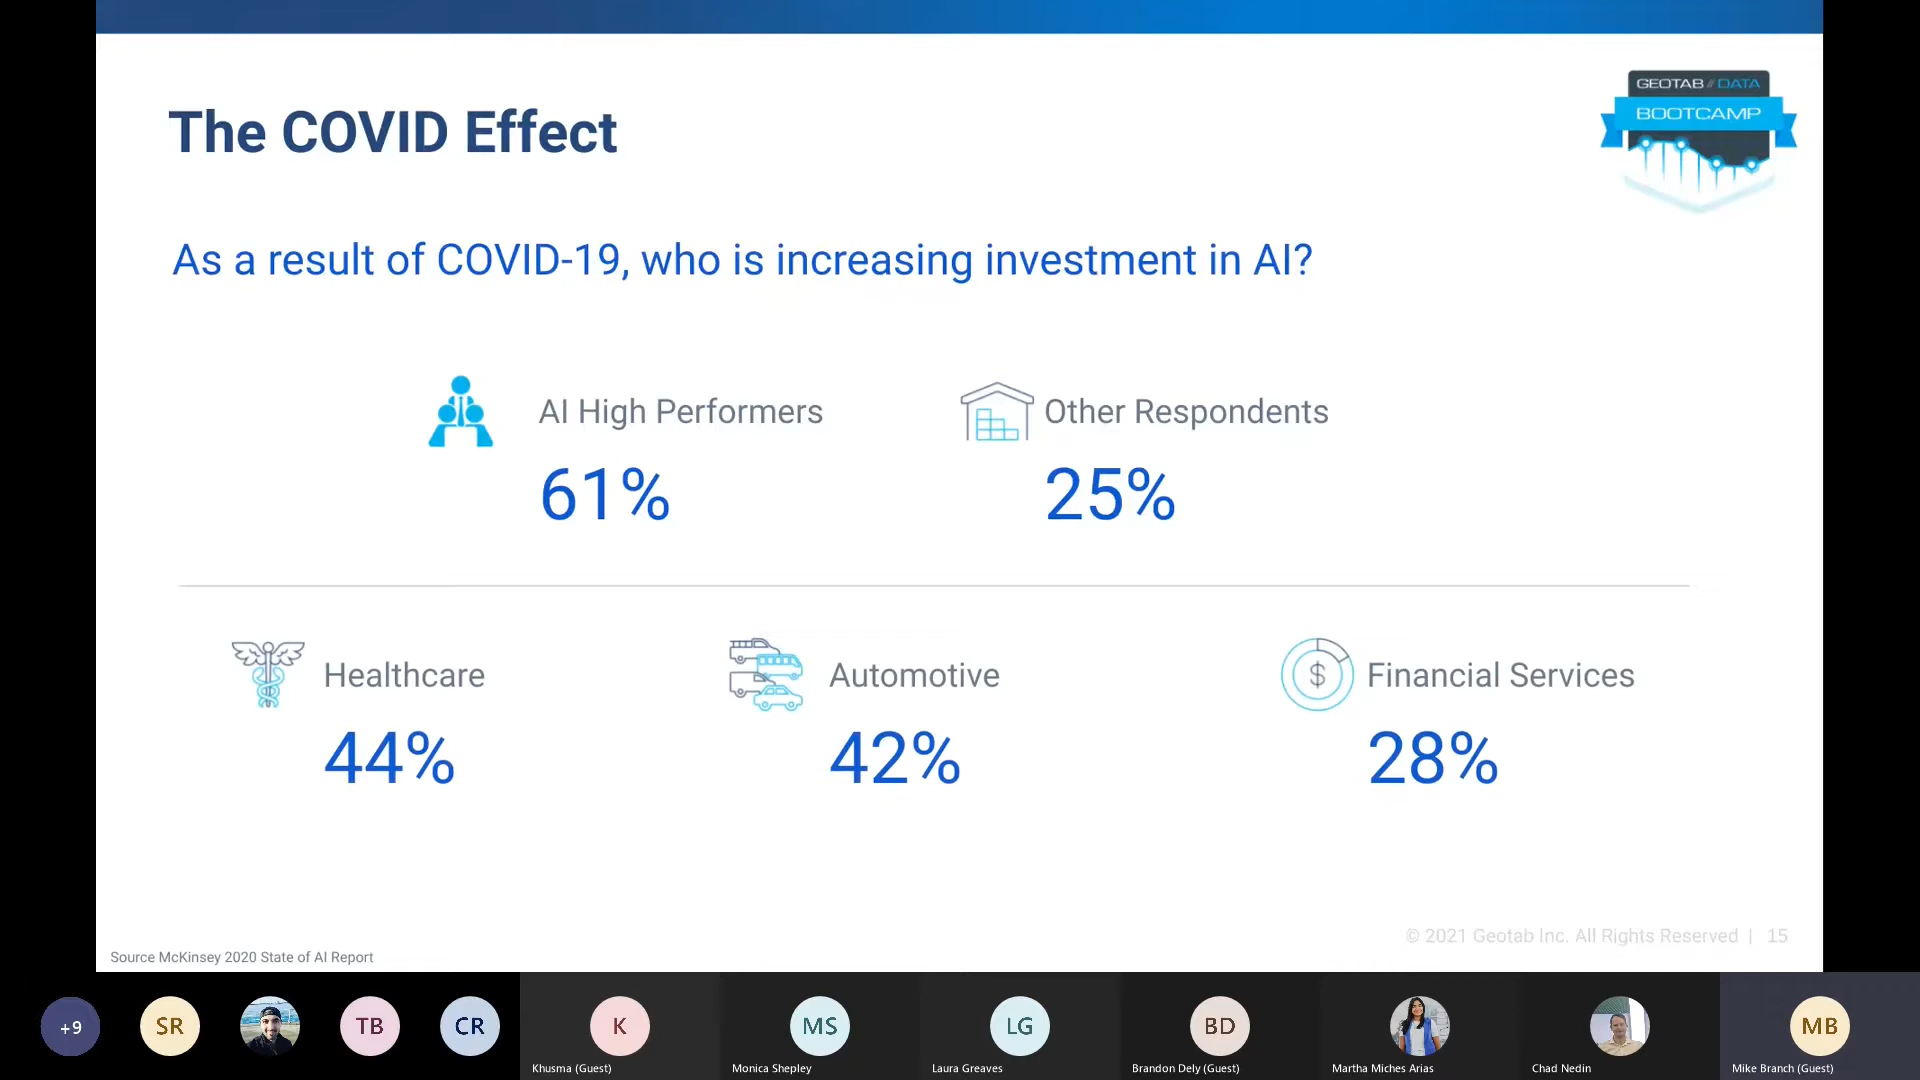 GEOTAB // DATA
BOOTCAMP
The COVID Effect
As a result of COVID-19, who is increasing investment in AI?
AI High Performers
61%
Other Respondents
25%
Healthcare
44%
Automotive
42%
$
Financial Services
28%
© 2021 Geotab Inc. All Rights Reserved | 15
Source McKinsey 2020 State of AI Report
+9
SR
TB
CR
K
Khusma (Guest)
MS
Monica Shepley
LG
Laura Greaves
BD
Brandon Dely (Guest)
Martha Miches Arias
Chad Nedin
MB
Mike Branch (Guest)